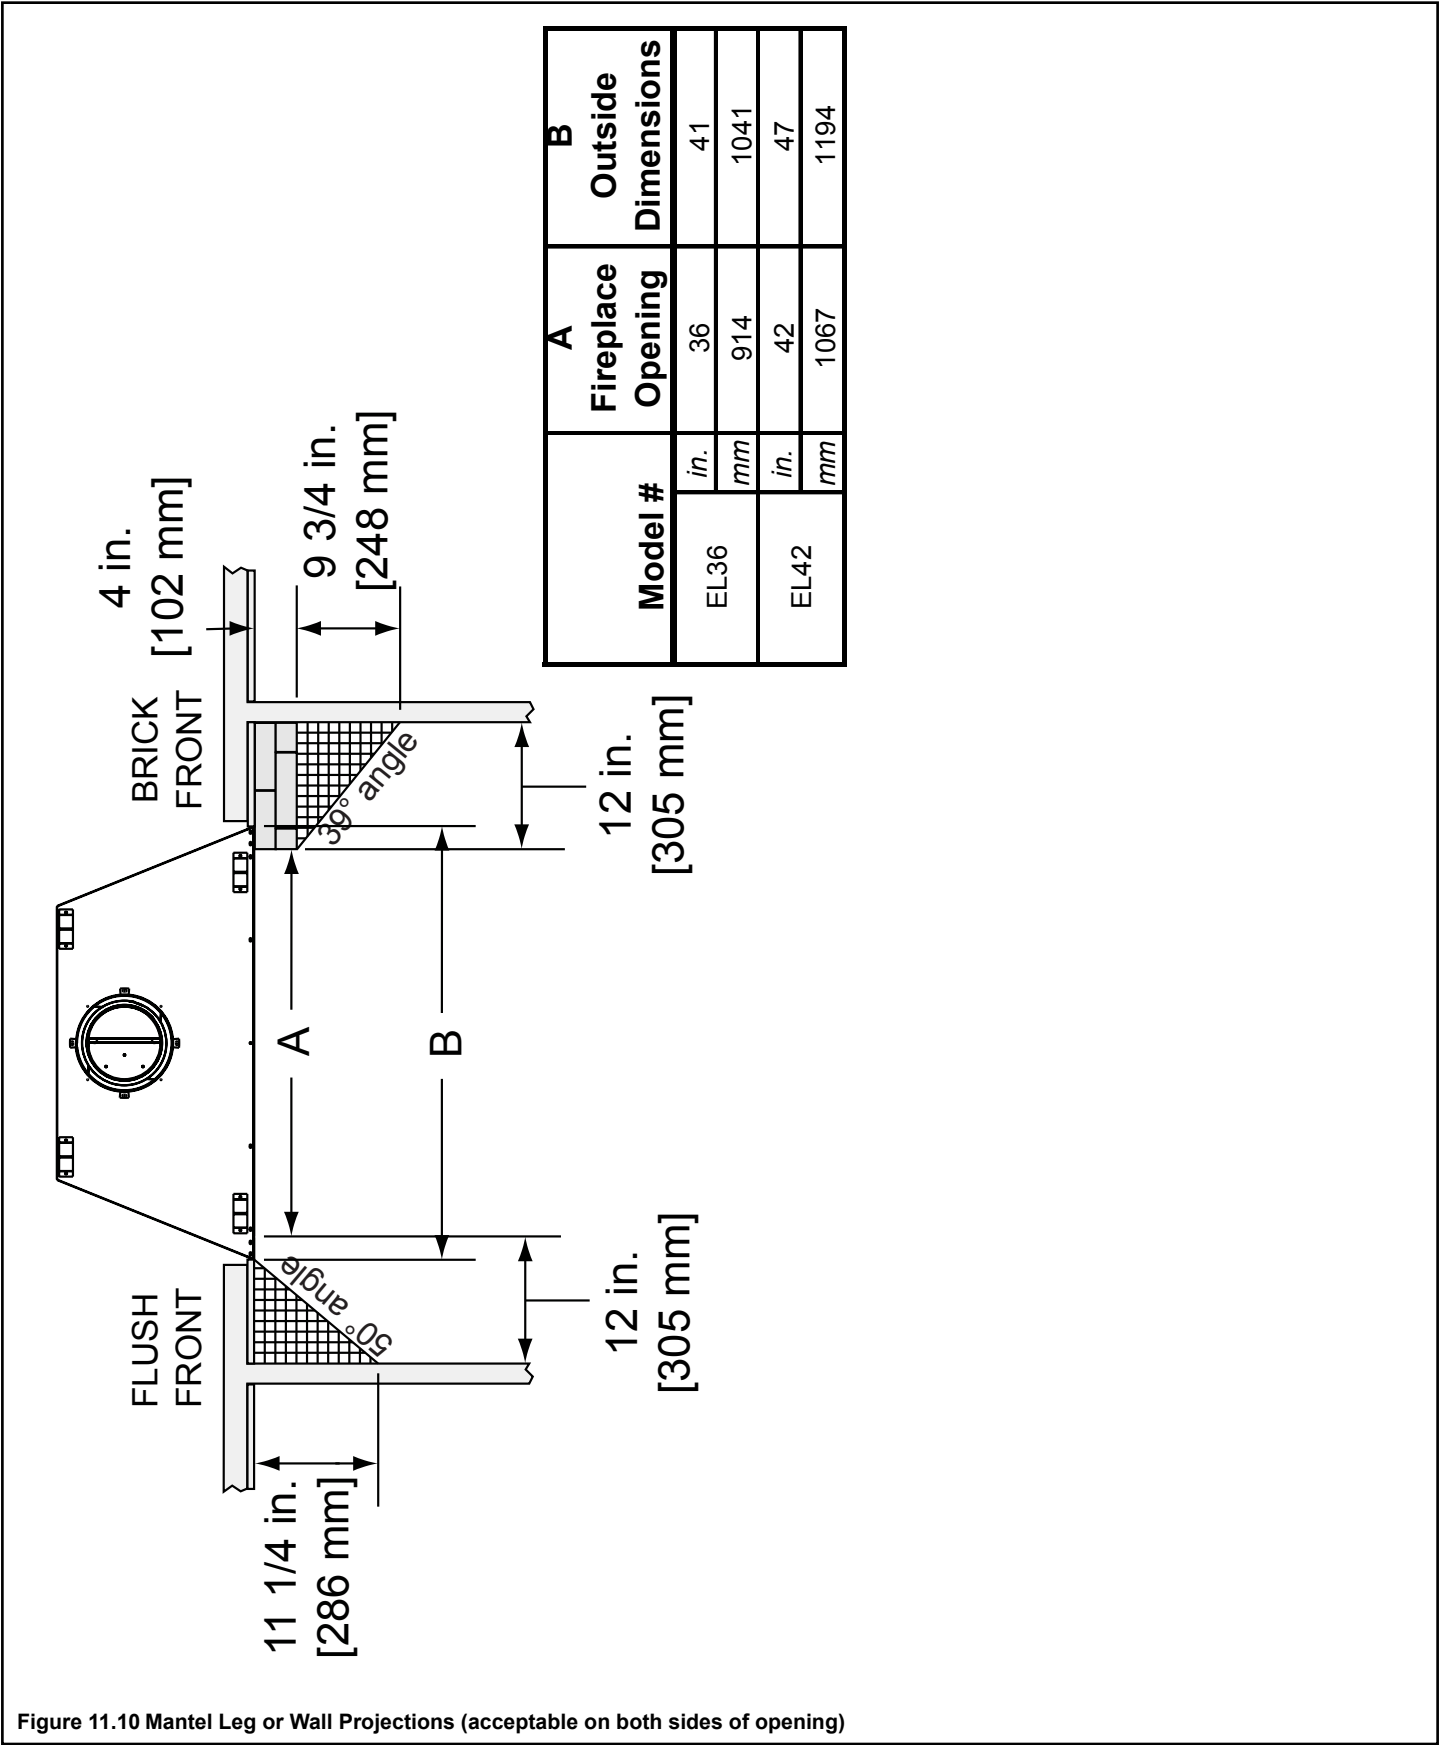 FLUSH
FRONT
BRICK
FRONT
4 in.
[102 mm]
11 1/4 in.
[286 mm]
50° angle
A
39° angle
9 3/4 in.
[248 mm]
B
12 in.
[305 mm]
12 in.
[305 mm]
Model #
A
Fireplace
Opening
B
Outside
Dimensions
EL36 in. 36 41
mm 914 1041
EL42 in. 42 47
mm 1067 1194
Figure 11.10 Mantel Leg or Wall Projections (acceptable on both sides of opening)